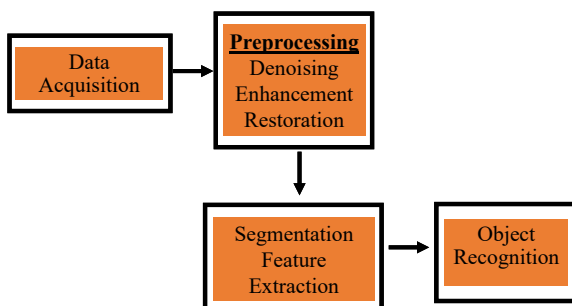 Data
Acquisition
Preprocessing
Denoising
Enhancement
Restoration
Segmentation
Feature
Extraction
Object
Recognition